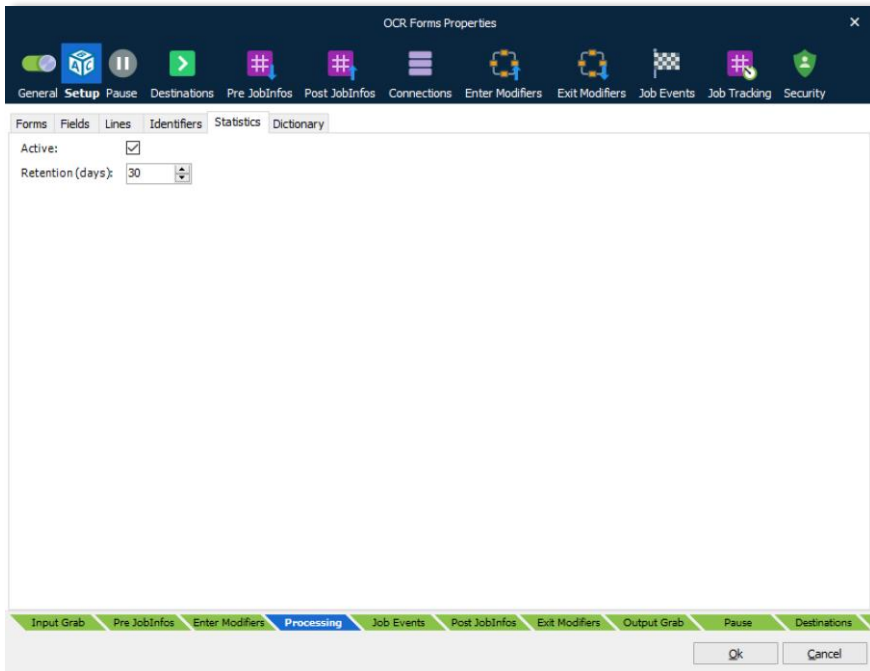 OCR Forms Properties
General Setup Pause Destinations Pre JobInfos Post JobInfos Connections Enter Modifiers Exit Modifiers Job Events Job Tracking Security
Forms Fields Lines Identifiers Statistics Dictionary
Active:
Retention (days): 30
Input Grab Pre JobInfos Enter Modifiers Processing Job Events Post JobInfos Exit Modifiers Output Grab Pause Destinations
Ok Cancel